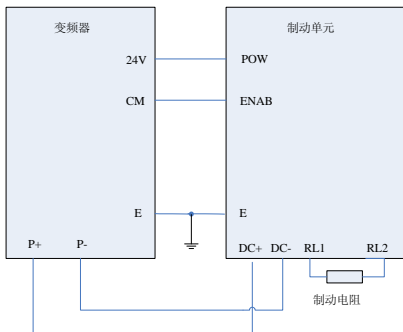 变频器 制动单元
24V POW
CM ENAB
E E
P+ P- DC+ DC- RL1 RL2
制动电阻